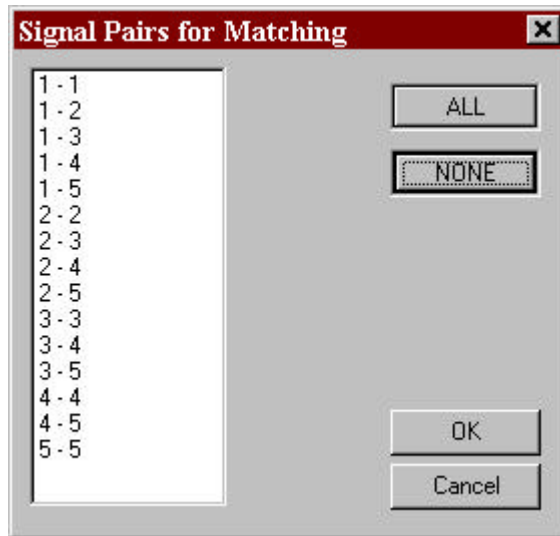 Signal Pairs for Matching
1 - 1
1 - 2
1 - 3
1 - 4
1 - 5
2 - 2
2 - 3
2 - 4
2 - 5
3 - 3
3 - 4
3 - 5
4 - 4
4 - 5
5 - 5
ALL
NONE
OK
Cancel